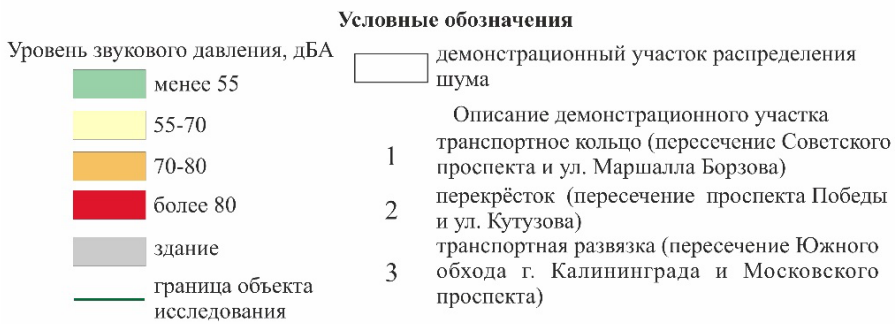 Условные обозначения
Уровень звукового давления, дБА
менее 55
55-70
70-80
более 80
здание
граница объекта
исследования
демонстрационный участок распределения
шума
Описание демонстрационного участка
1 транспортное кольцо (пересечение Советского
проспекта и ул. Маршалла Борзова)
2 перекрёсток (пересечение проспекта Победы
и ул. Кутузова)
3 транспортная развязка (пересечение Южного
обхода г. Калининграда и Московского
проспекта)